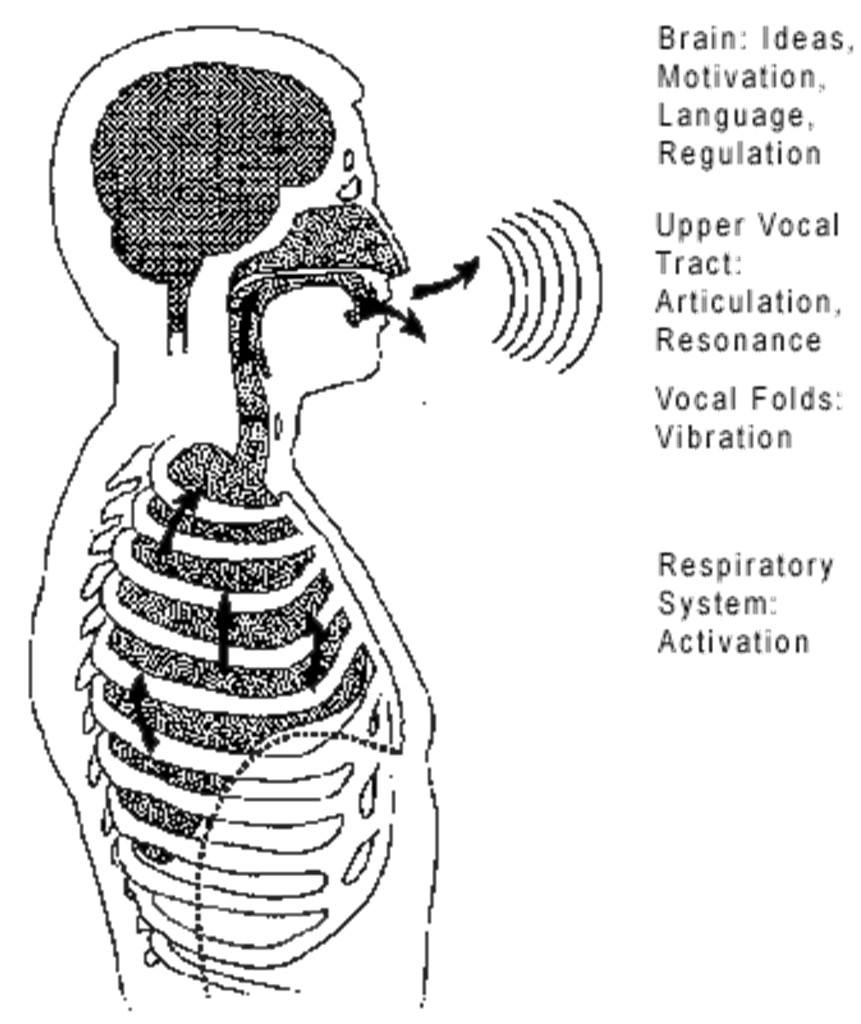 Brain: Ideas,
Motivation,
Language,
Regulation
Upper Vocal
Tract:
Articulation,
Resonance
Vocal Folds:
Vibration
Respiratory
System:
Activation